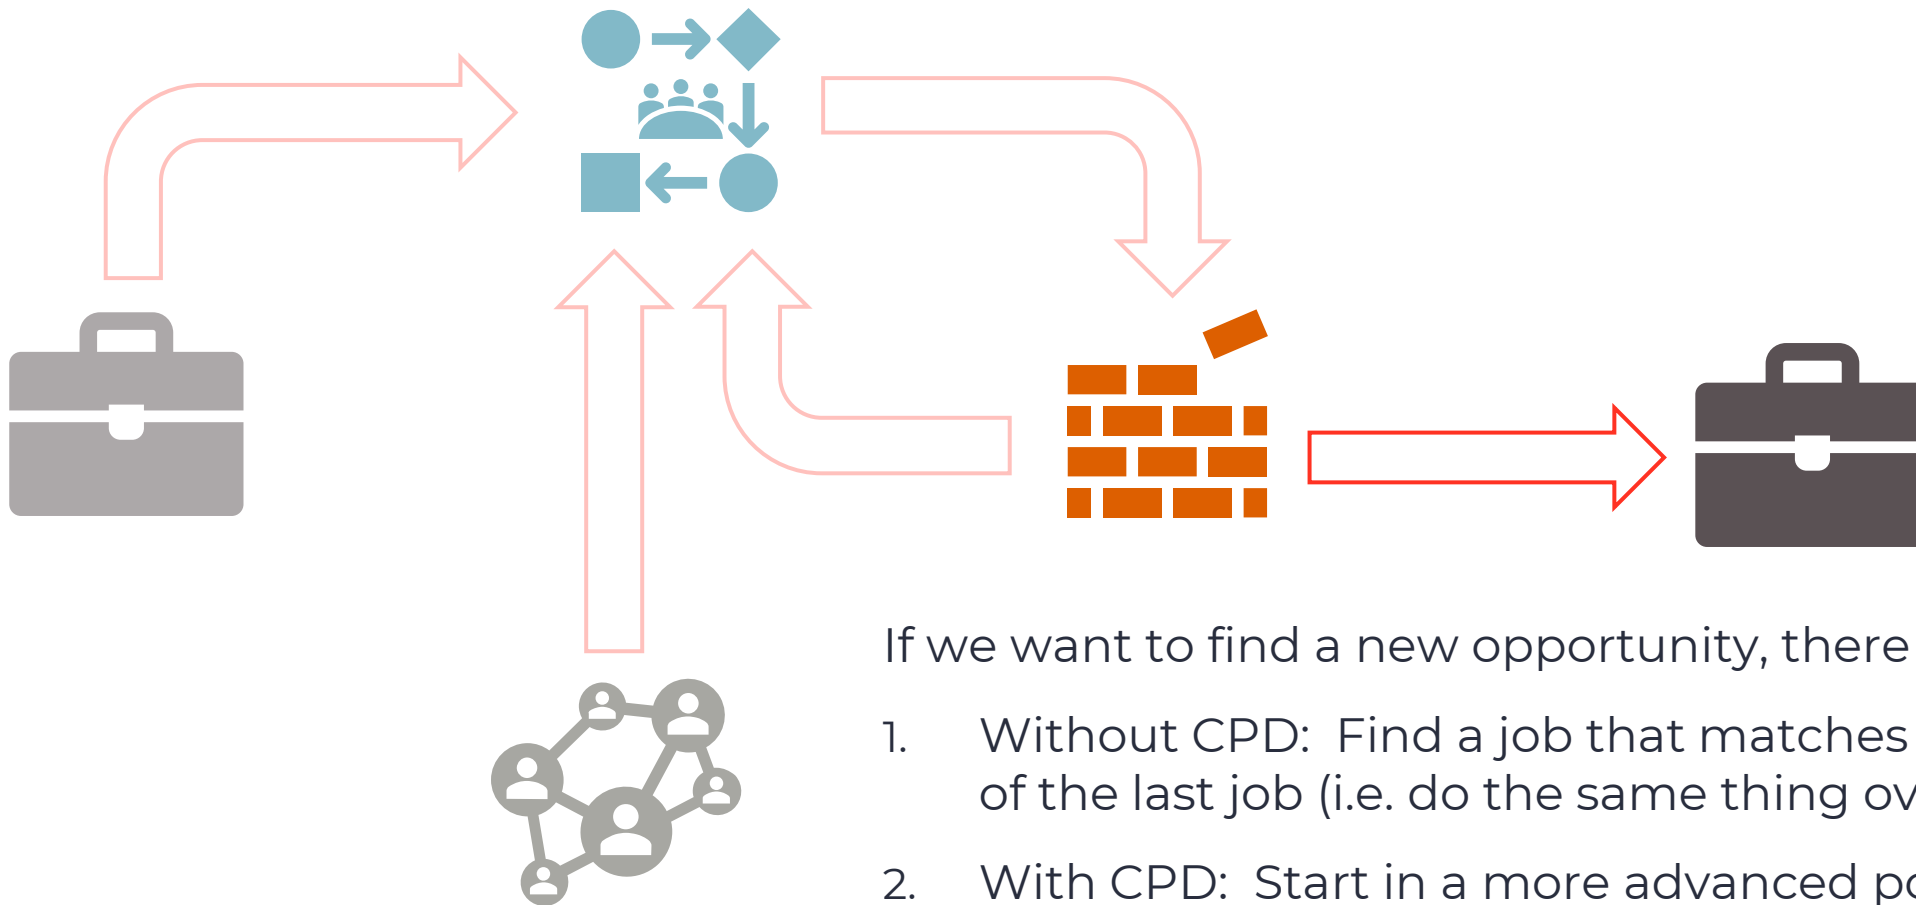 If we want to find a new opportunity, there
1. Without CPD: Find a job that matches
of the last job (i.e. do the same thing ov
2. With CPD: Start in a more advanced po